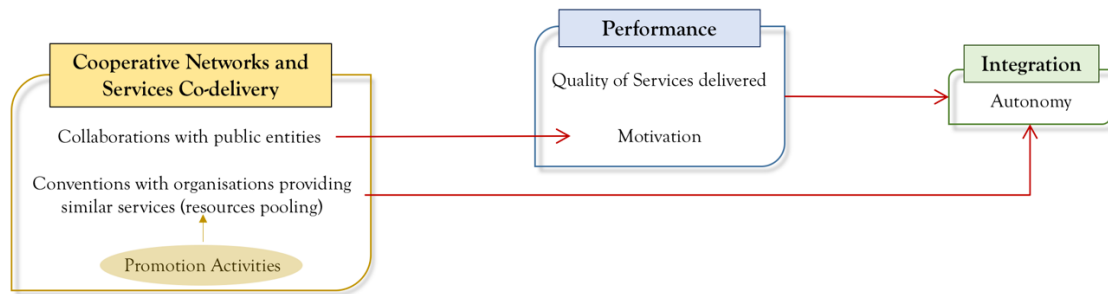 Cooperative Networks and
Services Co-delivery
Collaborations with public entities
Conventions with organisations providing
similar services (resources pooling)
Promotion Activities
Performance
Quality of Services delivered
Motivation
Integration
Autonomy